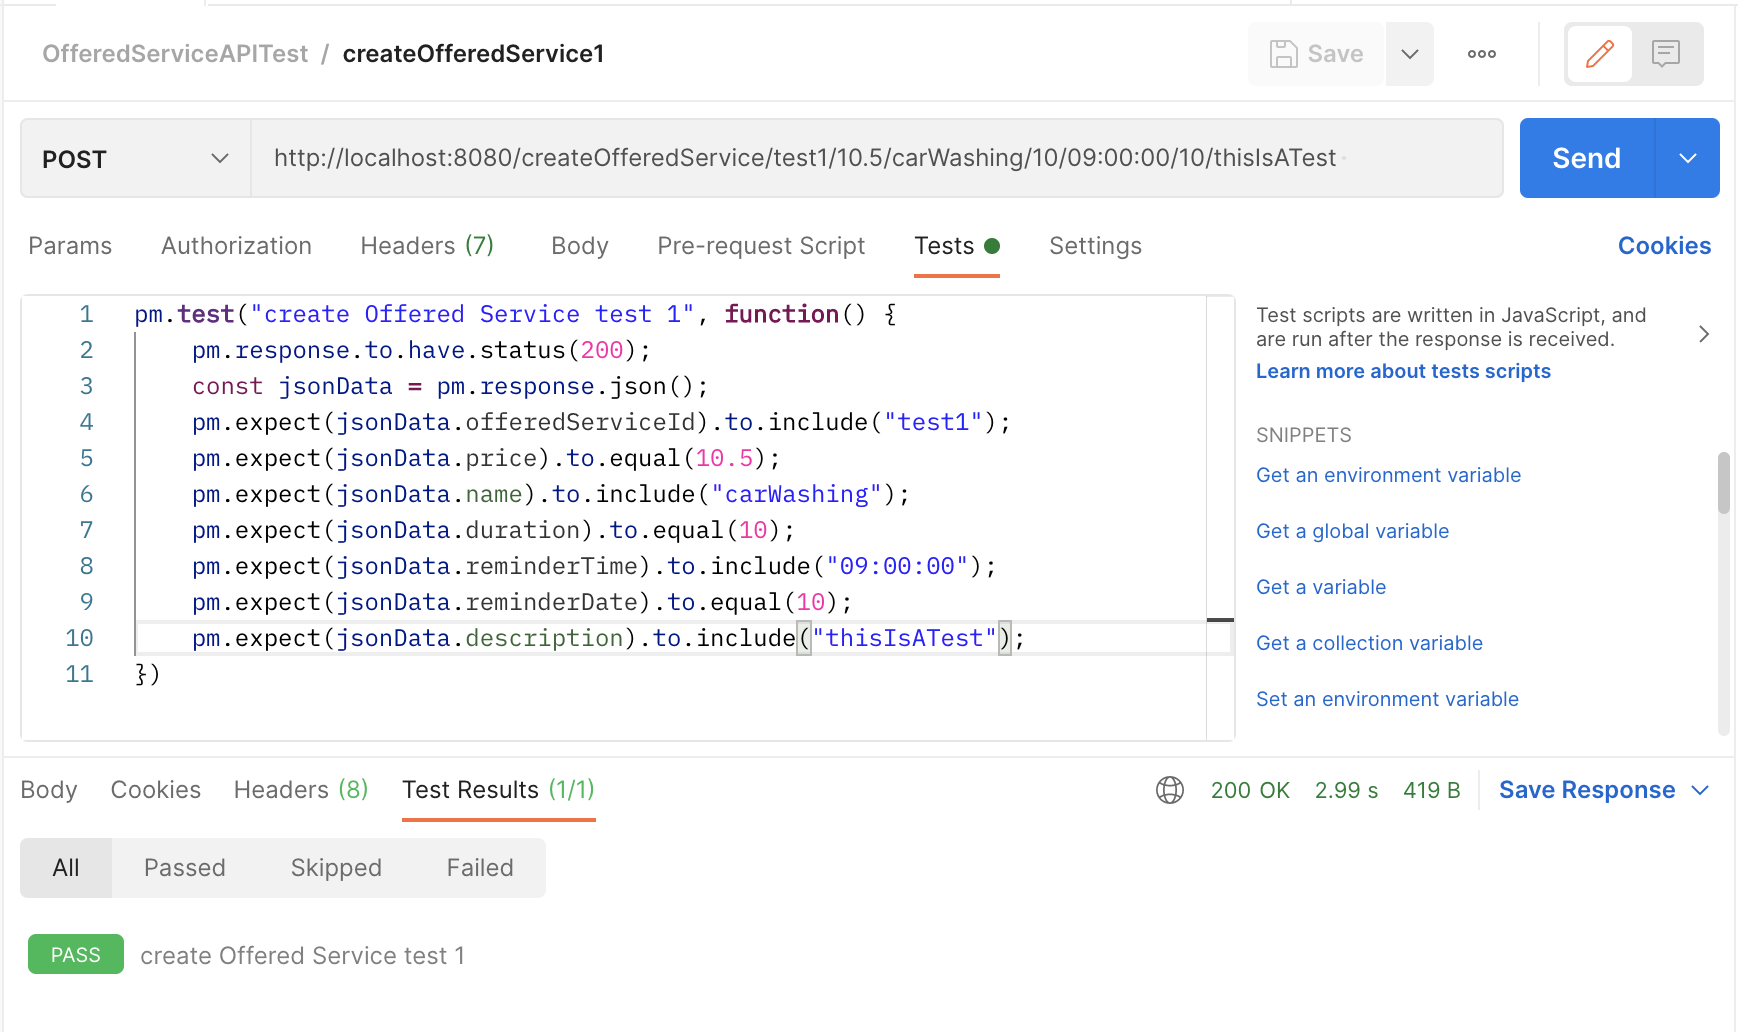 OfferedServiceAPITest / createOfferedService1
Save
POST
http://localhost:8080/createOfferedService/test1/10.5/carWashing/10/09:00:00/10/thisIsATest
Send
Params Authorization Headers (7) Body Pre-request Script Tests Settings Cookies
1 pm.test("create Offered Service test 1", function() {
2 pm.response.to.have.status(200);
3 const jsonData = pm.response.json();
4 pm.expect(jsonData.offeredServiceId).to.include("test1");
5 pm.expect(jsonData.price).to.equal(10.5);
6 pm.expect(jsonData.name).to.include("carWashing");
7 pm.expect(jsonData.duration).to.equal(10);
8 pm.expect(jsonData.reminderTime).to.include("09:00:00");
9 pm.expect(jsonData.reminderDate).to.equal(10);
10 pm.expect(jsonData.description).to.include("thisIsATest");
11 })
Test scripts are written in JavaScript, and
are run after the response is received.
Learn more about tests scripts
SNIPPETS
Get an environment variable
Get a global variable
Get a variable
Get a collection variable
Set an environment variable
Body Cookies Headers (8) Test Results (1/1) 200 OK 2.99 s 419 B Save Response
All Passed Skipped Failed
PASS create Offered Service test 1